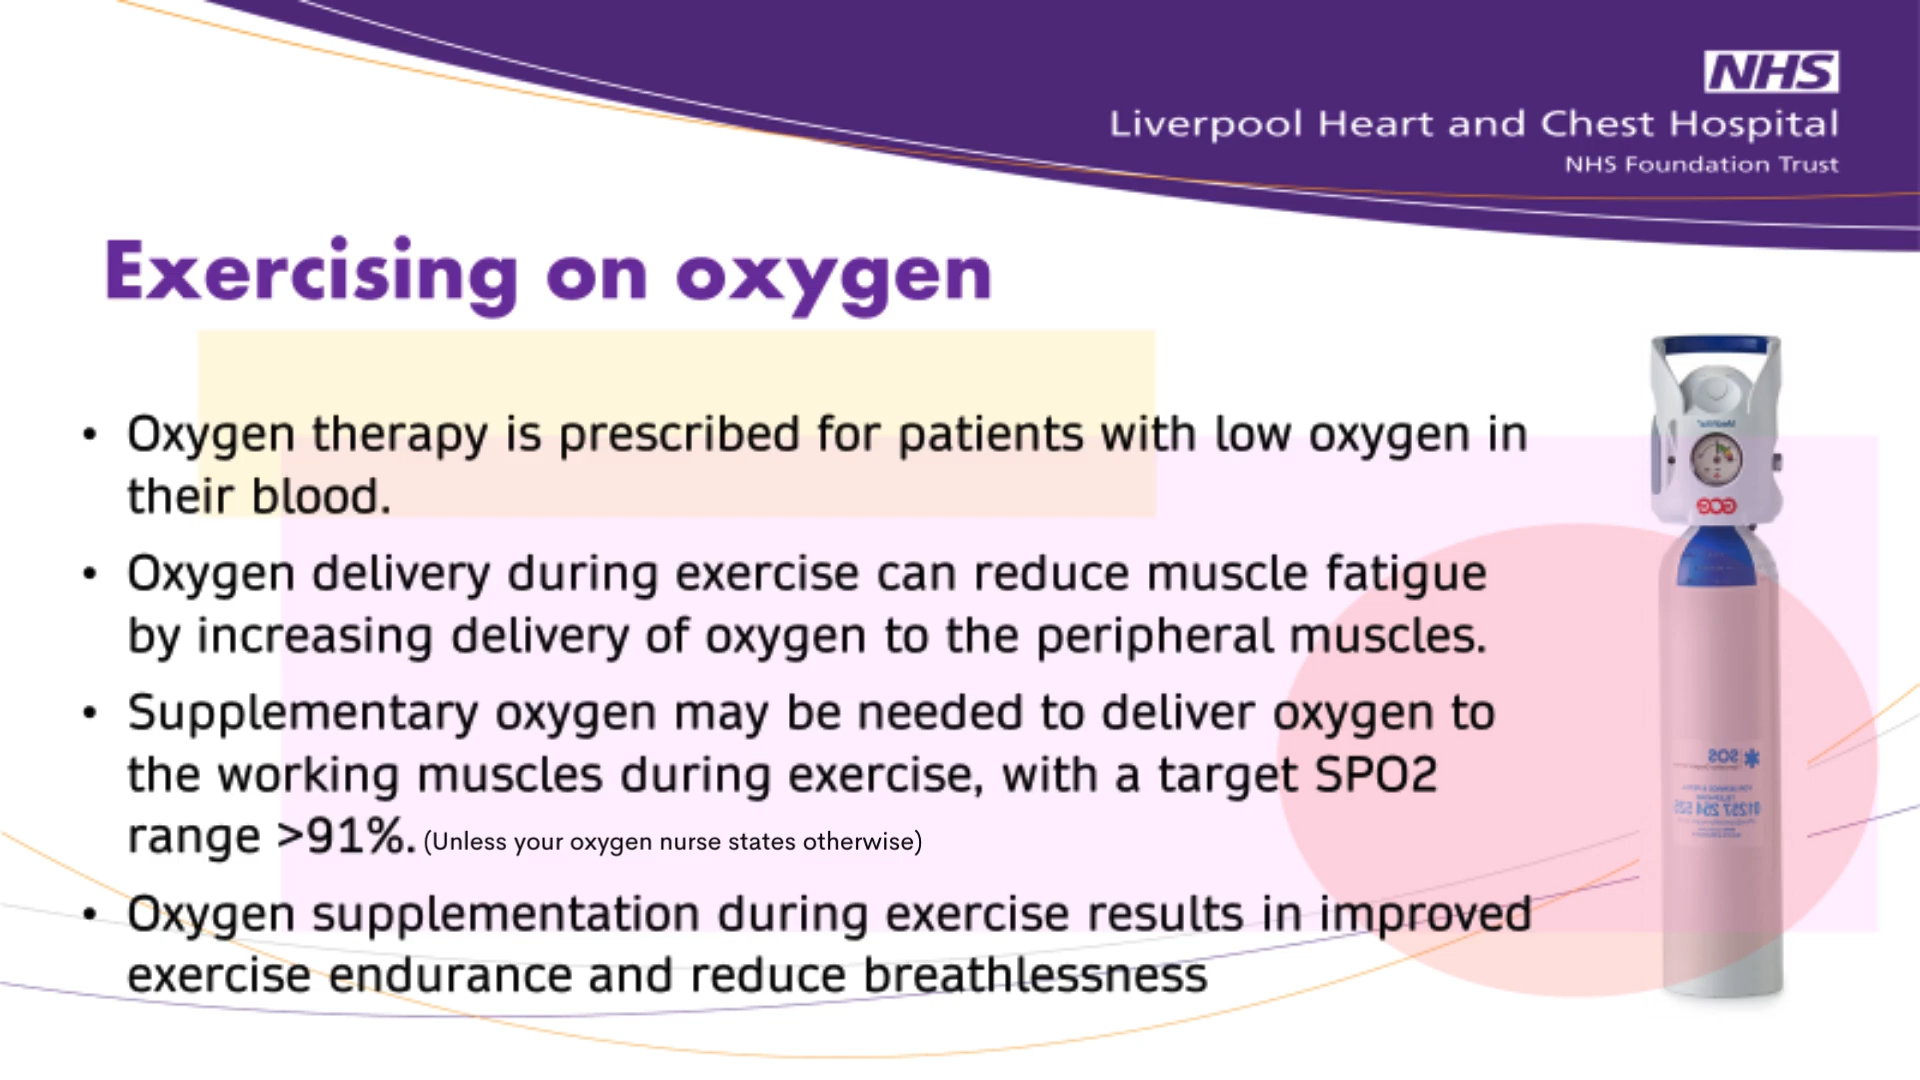 NHS
Liverpool Heart and Chest Hospital
NHS Foundation Trust
Exercising on oxygen
• Oxygen therapy is prescribed for patients with low oxygen in
their blood.
• Oxygen delivery during exercise can reduce muscle fatigue
by increasing delivery of oxygen to the peripheral muscles.
• Supplementary oxygen may be needed to deliver oxygen to
the working muscles during exercise, with a target SPO2
range >91%. (Unless your oxygen nurse states otherwise)
• Oxygen supplementation during exercise results in improved
exercise endurance and reduce breathlessness
GCE
SOS